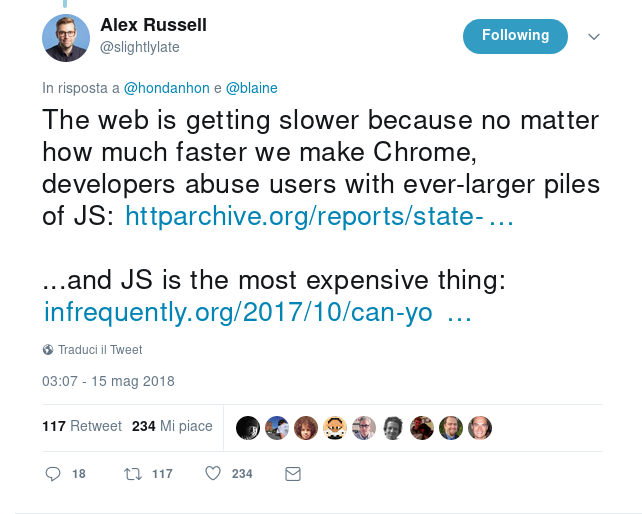 Alex Russell
@slightlylate
Following
In risposta a @hondanhon e @blaine
The web is getting slower because no matter
how much faster we make Chrome,
developers abuse users with ever-larger piles
of JS: httparchive.org/reports/state- …
...and JS is the most expensive thing:
infrequently.org/2017/10/can-yo …
Traduci il Tweet
03:07 - 15 mag 2018
117 Retweet 234 Mi piace
18 117 234